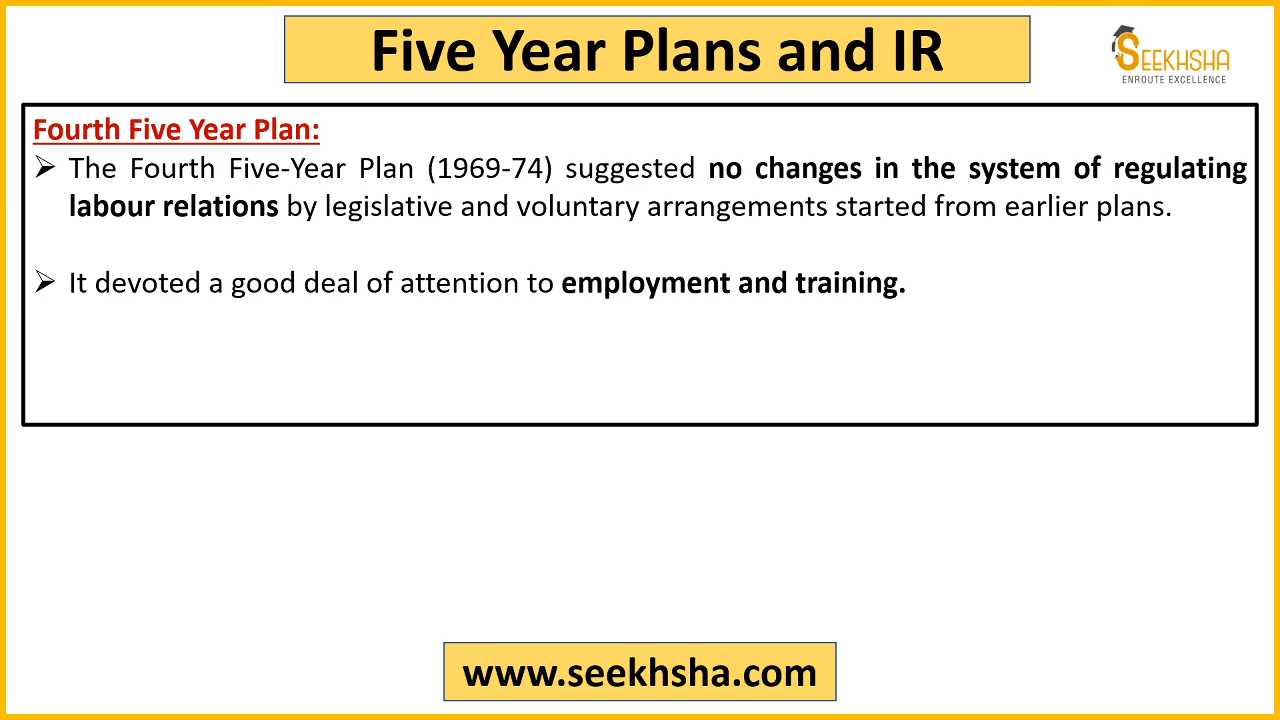 Five Year Plans and IR
SEEKHSHA
ENROUTE EXCELLENCE
Fourth Five Year Plan:
➢ The Fourth Five-Year Plan (1969-74) suggested no changes in the system of regulating
labour relations by legislative and voluntary arrangements started from earlier plans.
➢ It devoted a good deal of attention to employment and training.
www.seekhsha.com